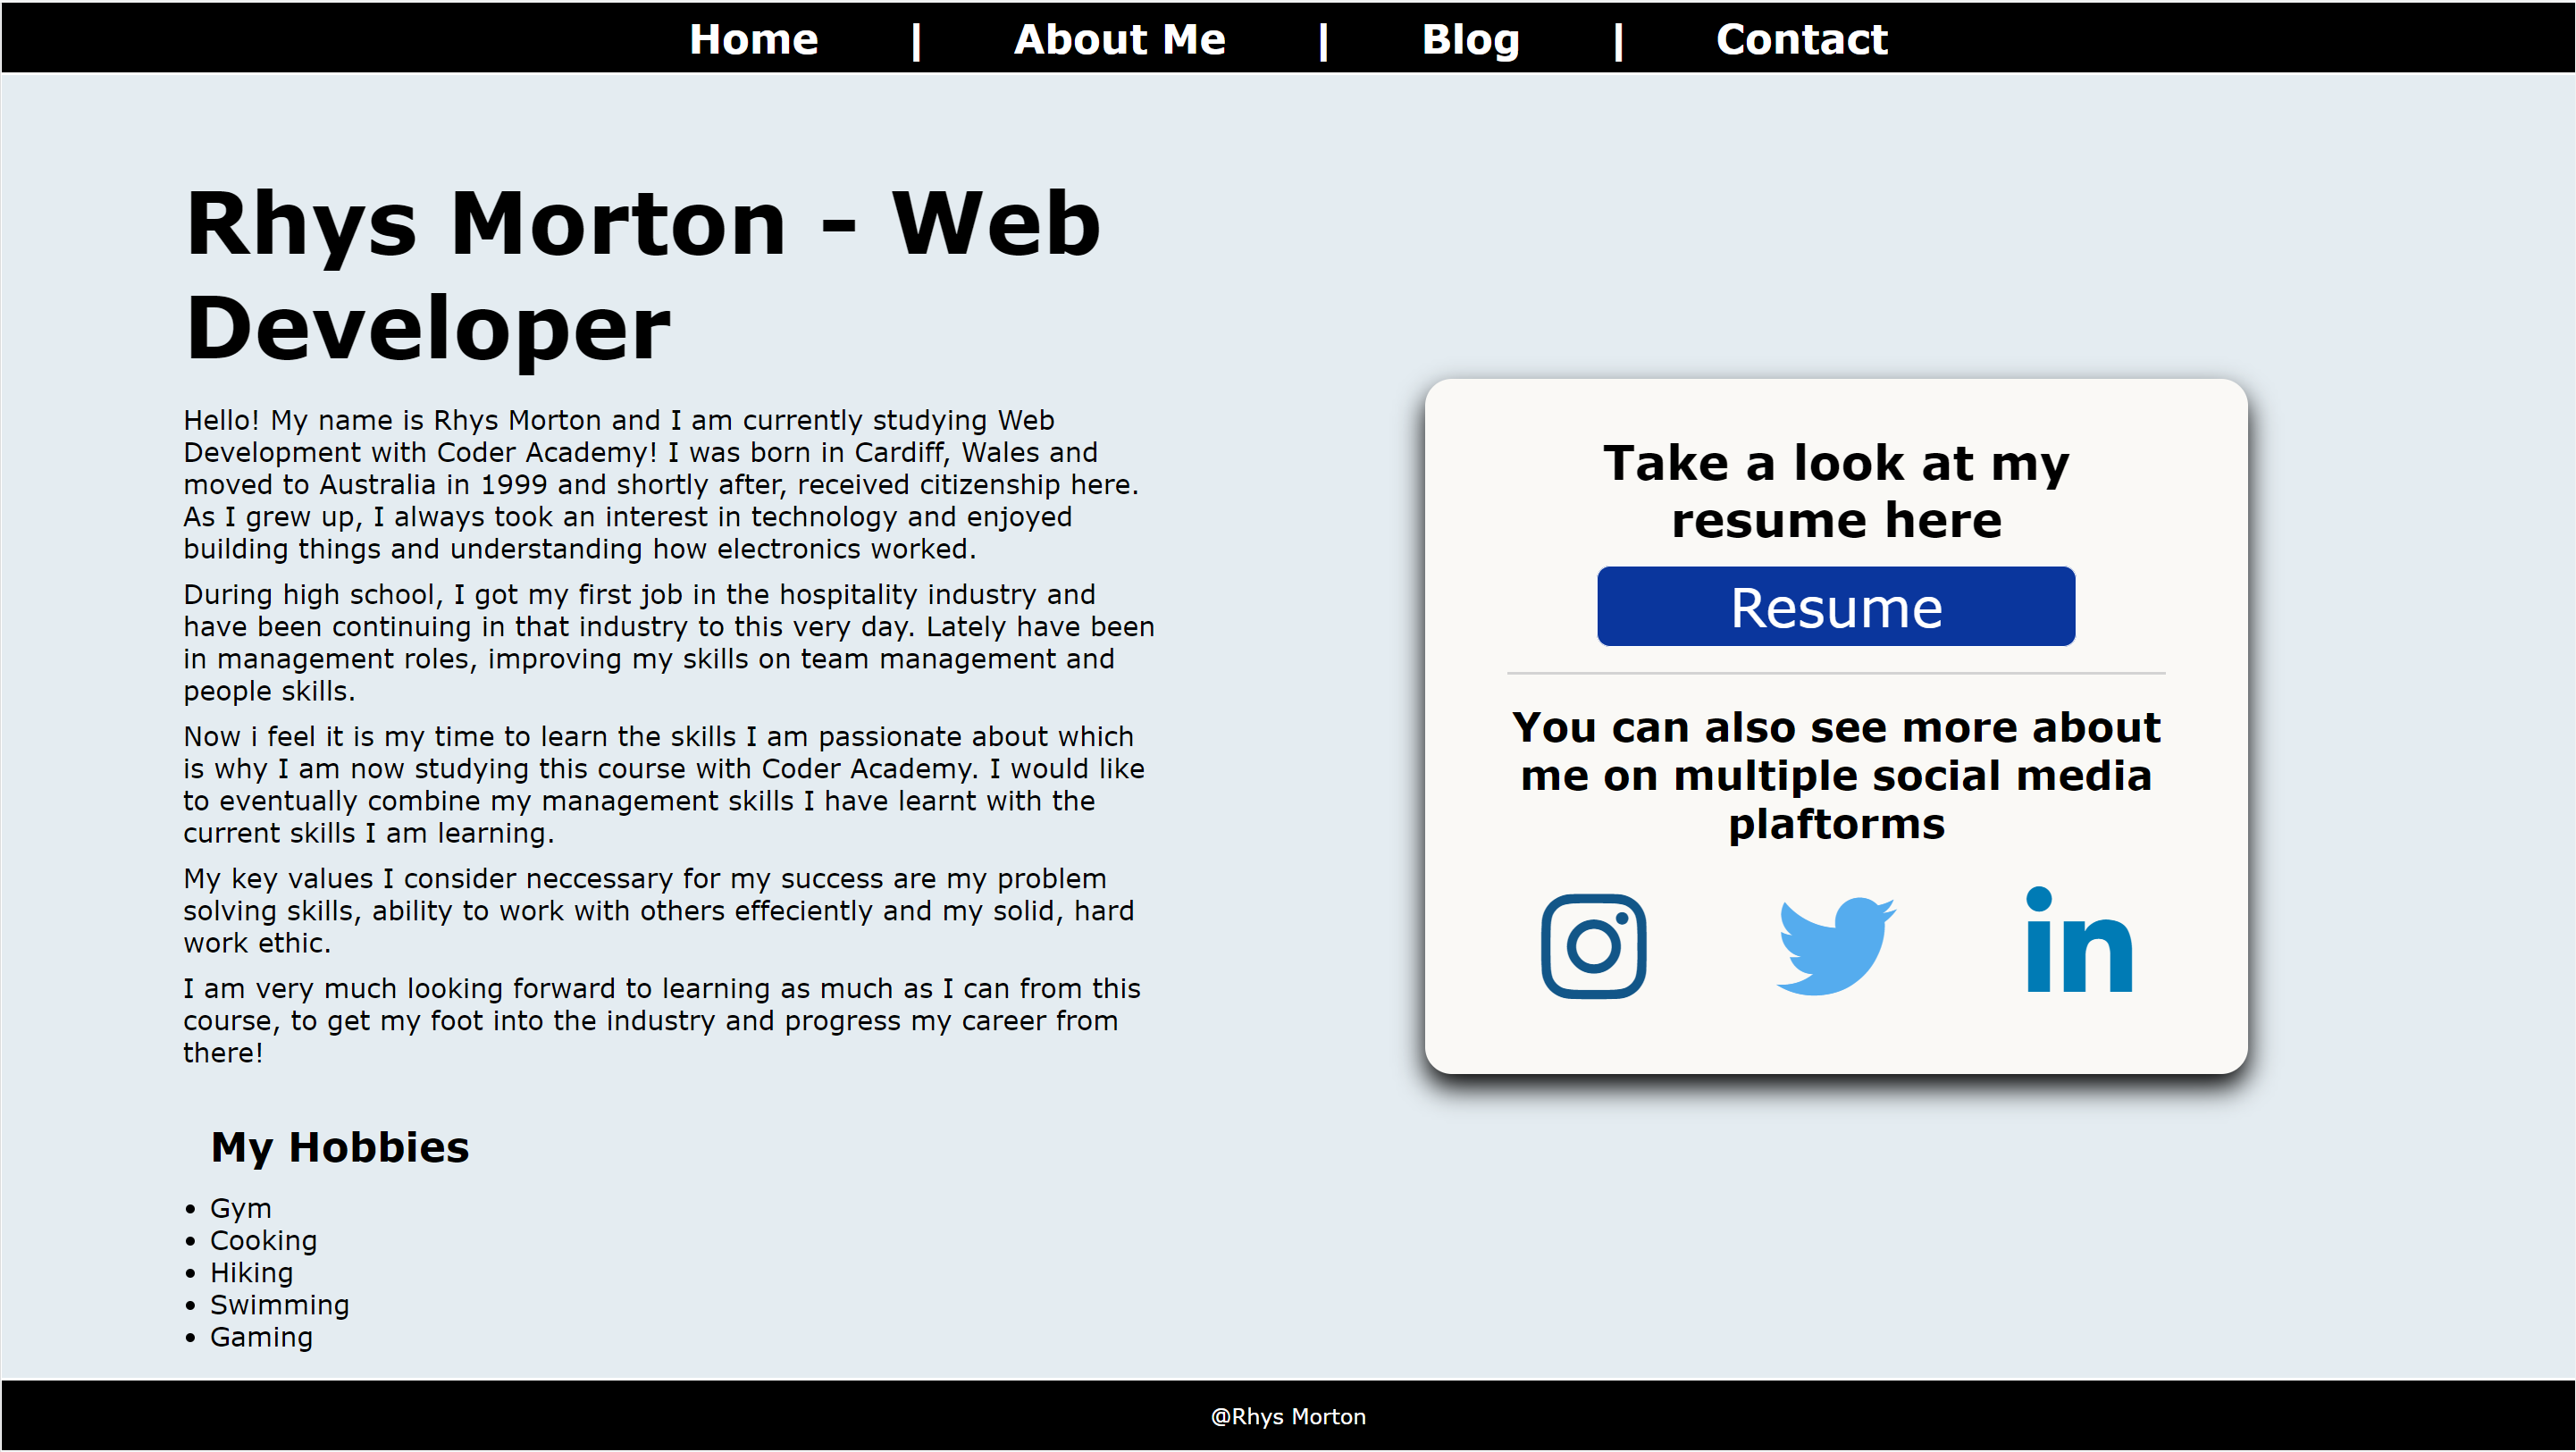 Home | About Me | Blog | Contact
Rhys Morton - Web
Developer
Hello! My name is Rhys Morton and I am currently studying Web
Development with Coder Academy! I was born in Cardiff, Wales and
moved to Australia in 1999 and shortly after, received citizenship here.
As I grew up, I always took an interest in technology and enjoyed
building things and understanding how electronics worked.
During high school, I got my first job in the hospitality industry and
have been continuing in that industry to this very day. Lately have been
in management roles, improving my skills on team management and
people skills.
Now i feel it is my time to learn the skills I am passionate about which
is why I am now studying this course with Coder Academy. I would like
to eventually combine my management skills I have learnt with the
current skills I am learning.
My key values I consider neccessary for my success are my problem
solving skills, ability to work with others effeciently and my solid, hard
work ethic.
I am very much looking forward to learning as much as I can from this
course, to get my foot into the industry and progress my career from
there!
My Hobbies
• Gym
• Cooking
• Hiking
• Swimming
• Gaming
Take a look at my
resume here
Resume
You can also see more about
me on multiple social media
plaftorms
in
@Rhys Morton